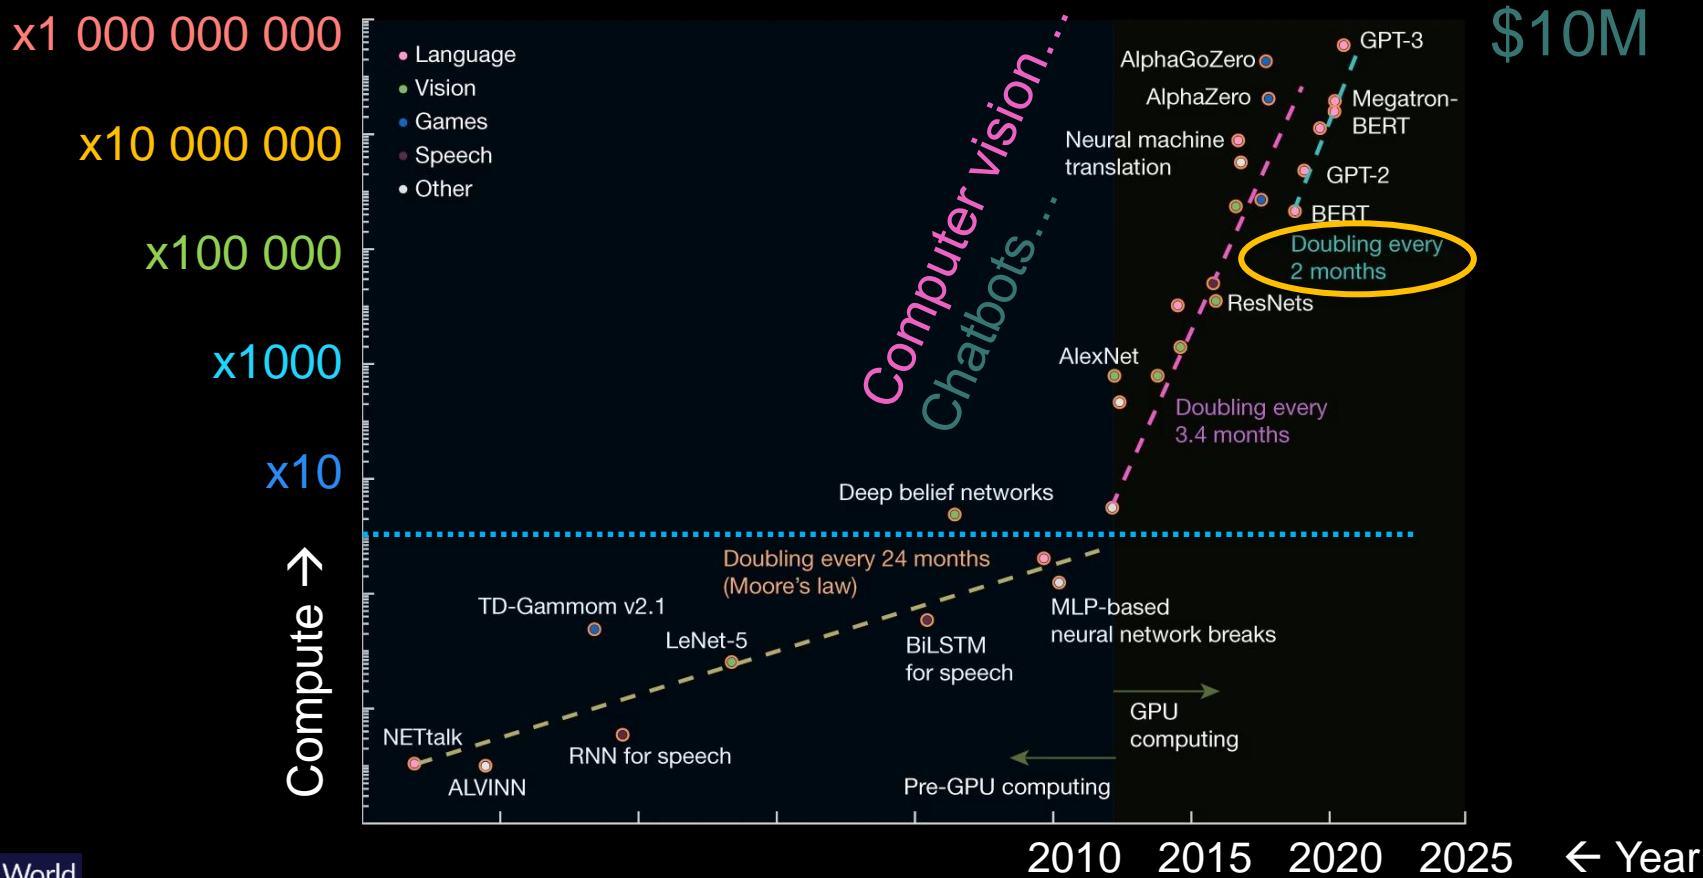 x1 000 000 000
x10 000 000
x100 000
x1000
x10
Compute →
Language
Vision
Games
Speech
Other
Computer vision...
Chatbots...
$10M
GPT-3
AlphaGoZero
AlphaZero
Megatron-
BERT
Neural machine
translation
GPT-2
BERT
Doubling every
2 months
ResNets
AlexNet
Doubling every
3.4 months
Deep belief networks
Doubling every 24 months
(Moore's law)
TD-Gammom v2.1
LeNet-5
BiLSTM
for speech
MLP-based
neural network breaks
NETtalk
ALVINN
RNN for speech
GPU
computing
Pre-GPU computing
2010 2015 2020 2025 ← Year
World